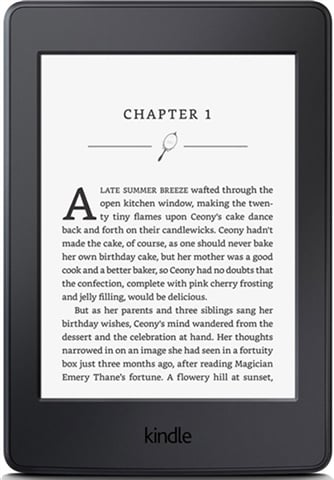 CHAPTER 1
A LATE SUMMER BREEZE wafted through the
open kitchen window, making the twen-
ty tiny flames upon Ceony's cake dance
back and forth on their candlewicks. Ceony hadn't
made the cake, of course, as one should never bake
her own birthday cake, but her mother was a good
cook and a better baker, so Ceony had no doubts that
the confection, complete with pink cherry frosting
and jelly filling, would be delicious.
But as her parents and three siblings sang her
birthday wishes, Ceony's mind wandered from the
dessert and the celebration at hand. Her thoughts
narrowed in on an image she had seen in a fortuity
box just three months ago, after reading Magician
Emery Thane's fortune. A flowery hill at sunset,
kindle